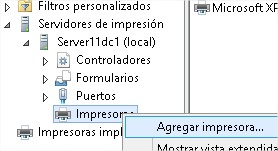 Filtros personalizados
Microsoft XP
Servidores de impresión
Server11dc1 (local)
Controladores
Formularios
Puertos
Impresoras
Agregar impresora...
Impresoras impl
Mostrar vista extendida